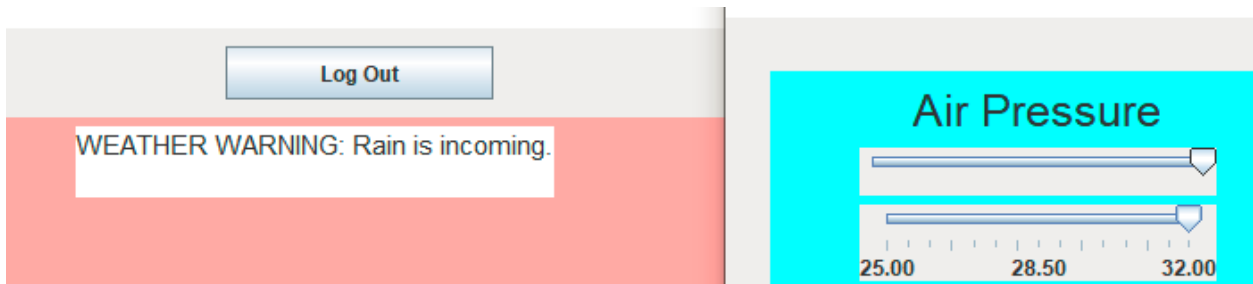 Log Out
WEATHER WARNING: Rain is incoming.
Air Pressure
25.00 28.50 32.00